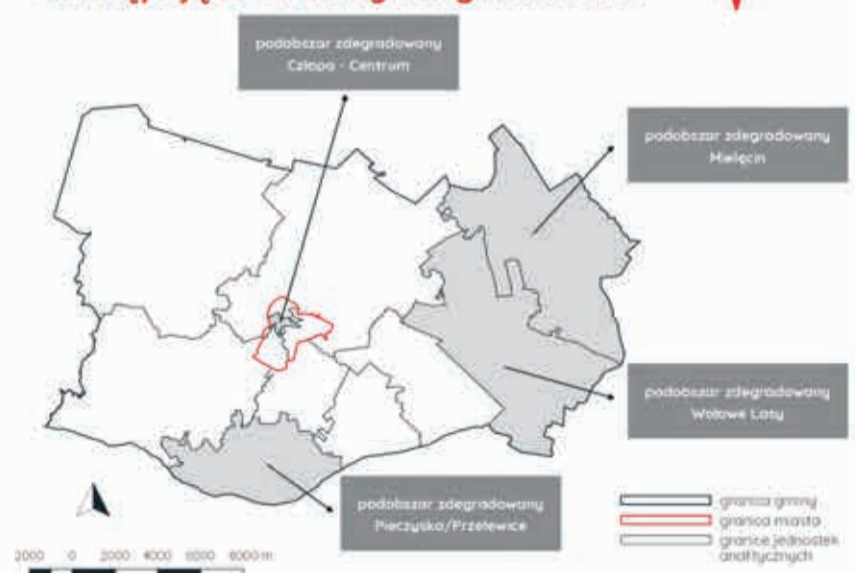 podobszar zdegradowany
Człopa - Centrum
podobszar zdegradowany
Mielęcin
podobszar zdegradowany
Wołowe Lasy
podobszar zdegradowany
Pieczyska/Przelewice
granica gminy
granica miasta
granice jednostek
analitycznych
2000 0 2000 4000 6000 8000 m